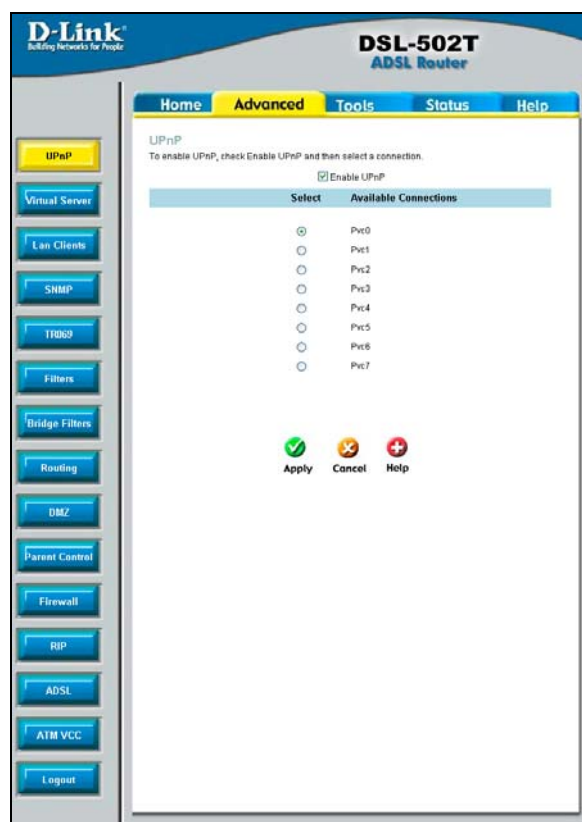 D-Link
Building Networks for People
DSL-502T
ADSL Router
Home Advanced Tools Status Help
UPnP
Virtual Server
Lan Clients
SNMP
TR069
Filters
Bridge Filters
Routing
DMZ
Parent Control
Firewall
RIP
ADSL
ATM VCC
Logout
UPnP
To enable UPnP, check Enable UPnP and then select a connection.
Enable UPnP
Select Available Connections
Pvc0
Pvc1
Pvc2
Pvc3
Pvc4
Pvc5
Pvc6
Pvc7
Apply Cancel Help